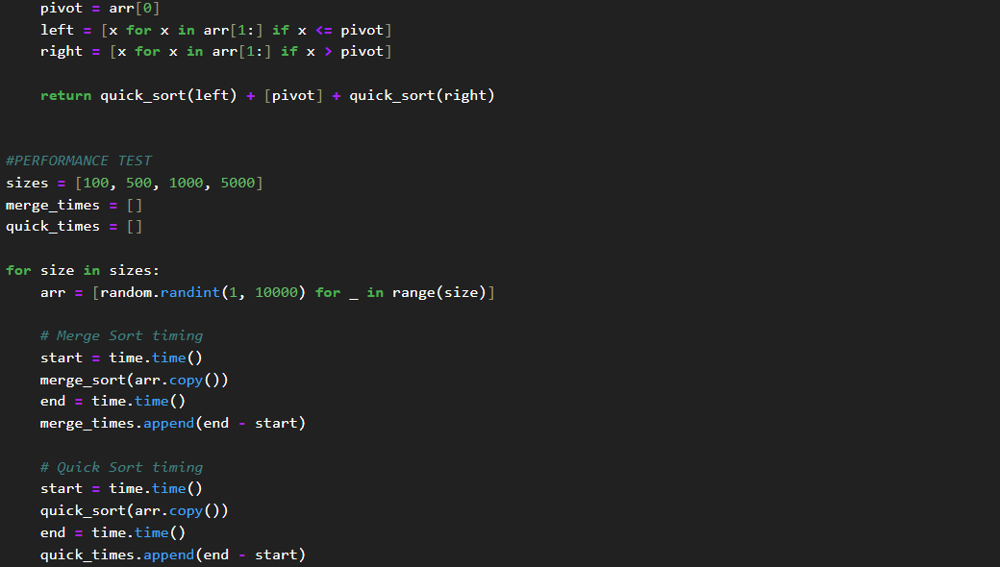 pivot = arr[0]
    left = [x for x in arr[1:] if x <= pivot]
    right = [x for x in arr[1:] if x > pivot]

    return quick_sort(left) + [pivot] + quick_sort(right)


#PERFORMANCE TEST
sizes = [100, 500, 1000, 5000]
merge_times = []
quick_times = []

for size in sizes:
    arr = [random.randint(1, 10000) for _ in range(size)]

    # Merge Sort timing
    start = time.time()
    merge_sort(arr.copy())
    end = time.time()
    merge_times.append(end - start)

    # Quick Sort timing
    start = time.time()
    quick_sort(arr.copy())
    end = time.time()
    quick_times.append(end - start)